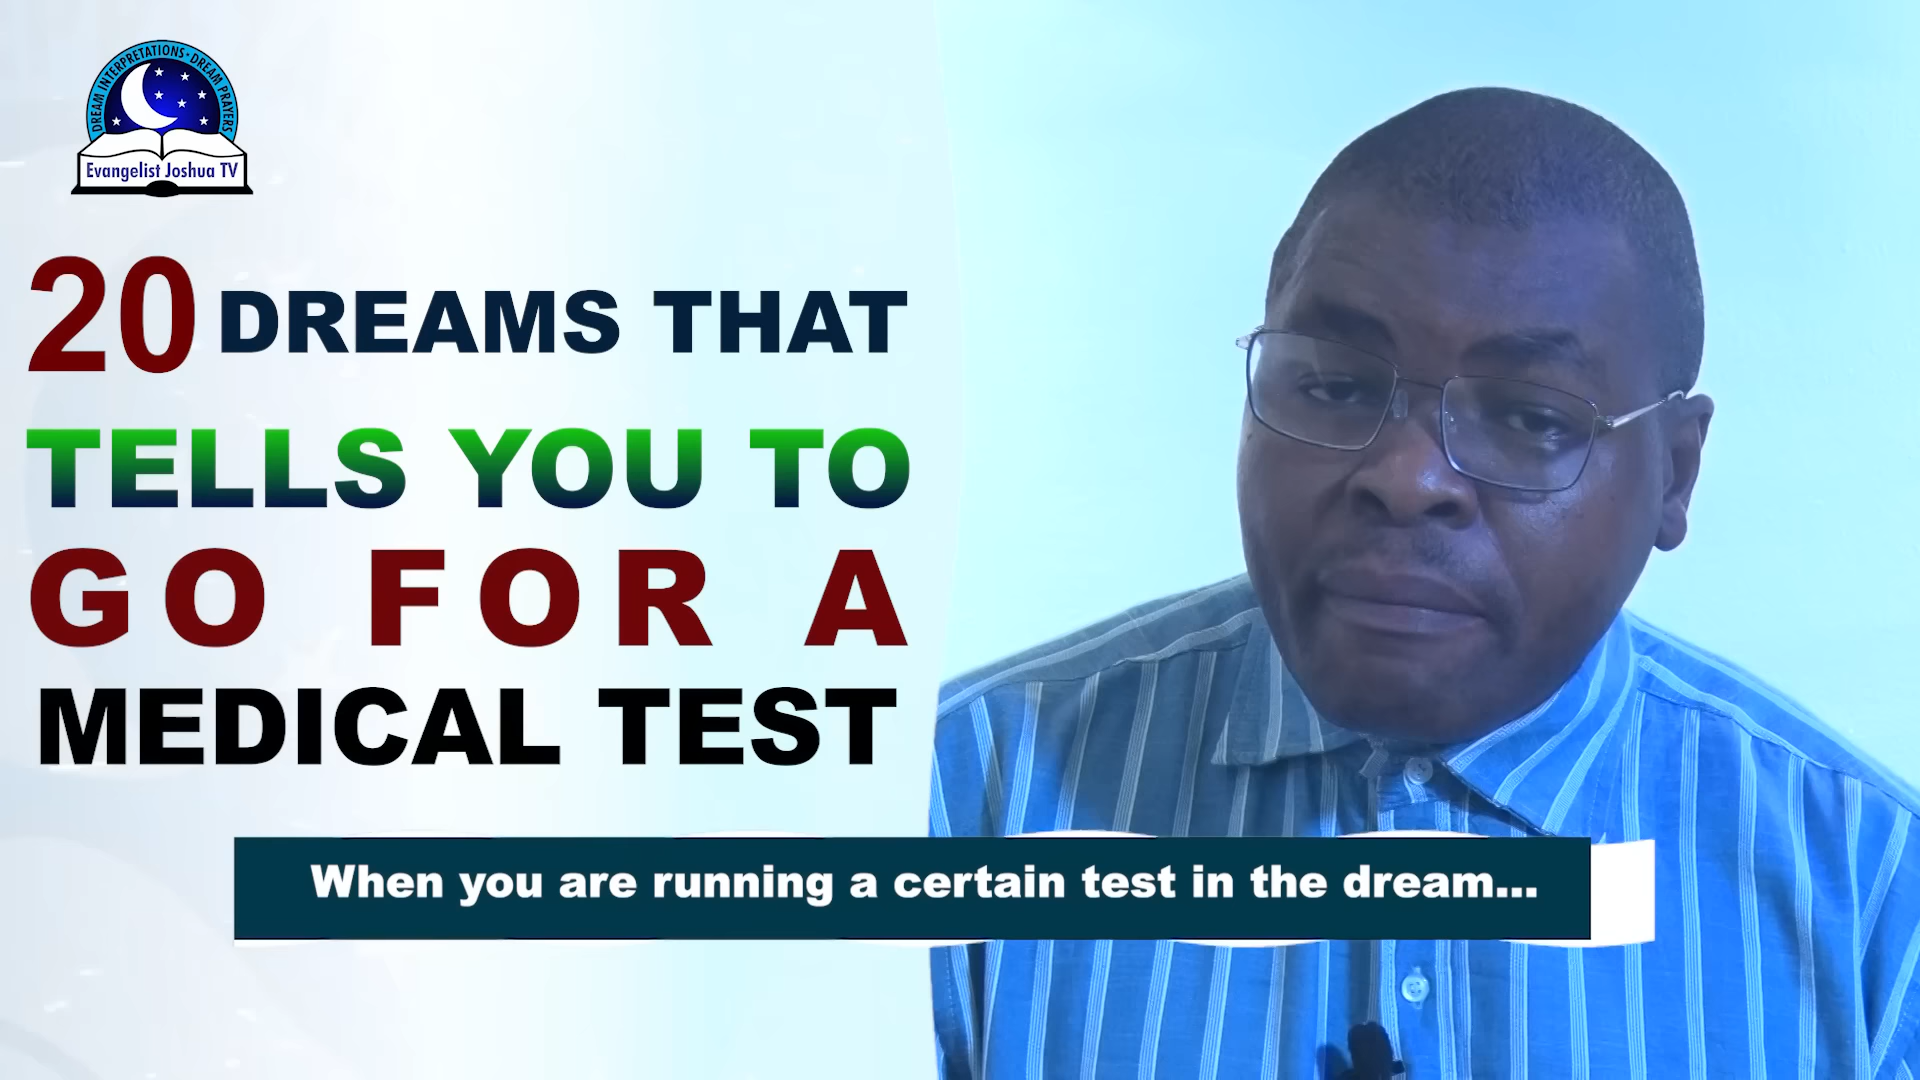 DREAM INTERPRETATIONS · DREAM PRAYERS
Evangelist Joshua TV
20 DREAMS THAT
TELLS YOU TO
GO FOR A
MEDICAL TEST
When you are running a certain test in the dream...